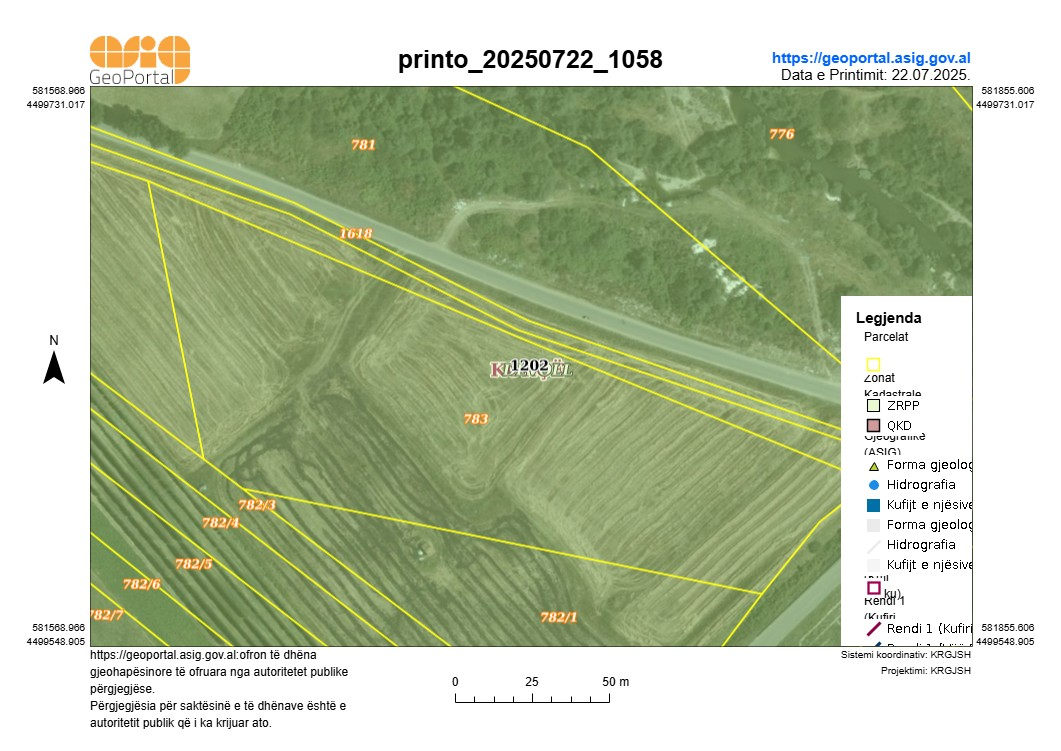 GeoPortal
printo_20250722_1058
https://geoportal.asig.gov.al
Data e Printimit: 22.07.2025.
581568.966
4499731.017
581855.606
4499731.017
781
776
1618
1202
783
782/3
782/4
782/5
782/6
782/7
782/1
N
Legjenda
Parcelat
Zonat
Kadastrale
ZRPP
QKD
Gjeografike
(ASIG)
Forma gjeolog
Hidrografia
Kufijt e njësive
Forma gjeolog
Hidrografia
Kufijt e njësive
ku)
Rendi 1
(Kufiri
Rendi 1 (Kufiri
581568.966
4499548.905
581855.606
4499548.905
https://geoportal.asig.gov.al:ofron të dhëna
gjeohapësinore të ofruara nga autoritetet publike
përgjegjëse.
Përgjegjësia për saktësinë e të dhënave është e
autoritetit publik që i ka krijuar ato.
0 25 50 m
Sistemi koordinativ: KRGJSH
Projektimi: KRGJSH